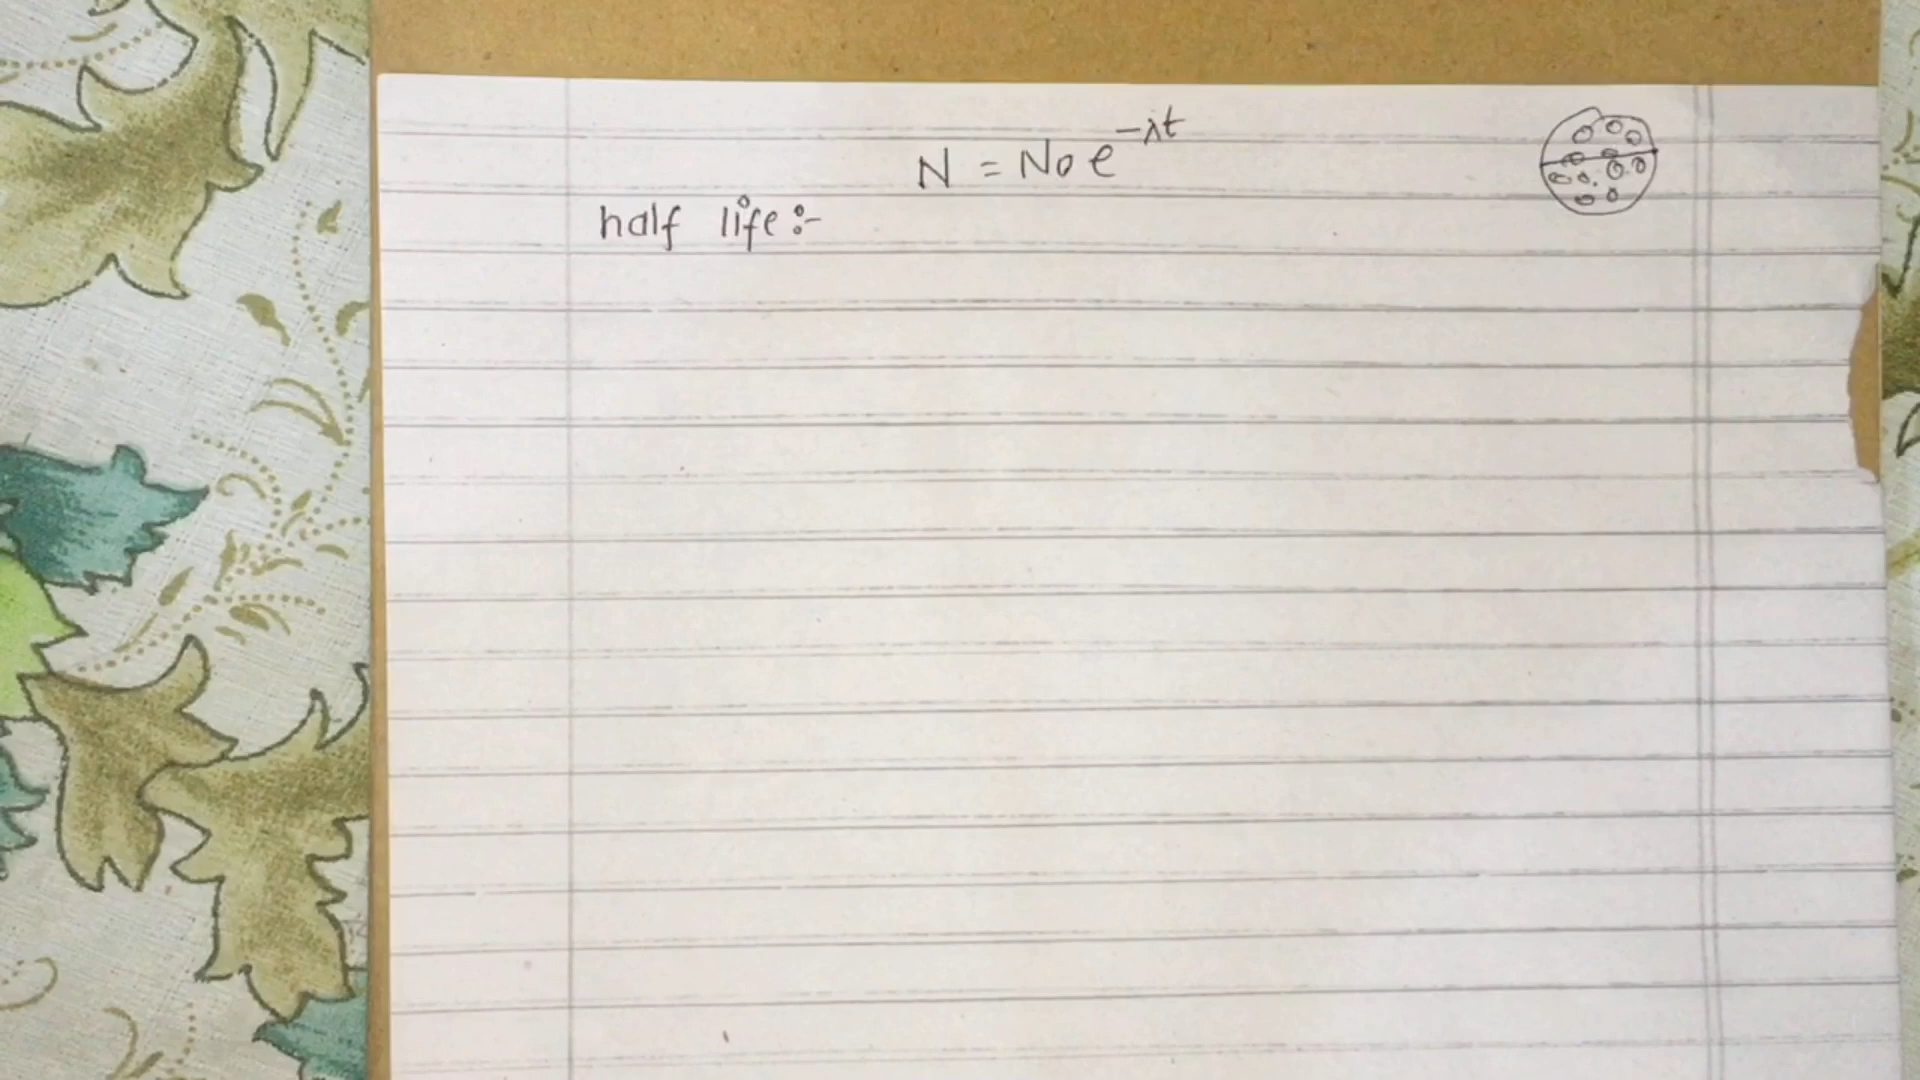 N = N₀ e^{-λt}
half life :-